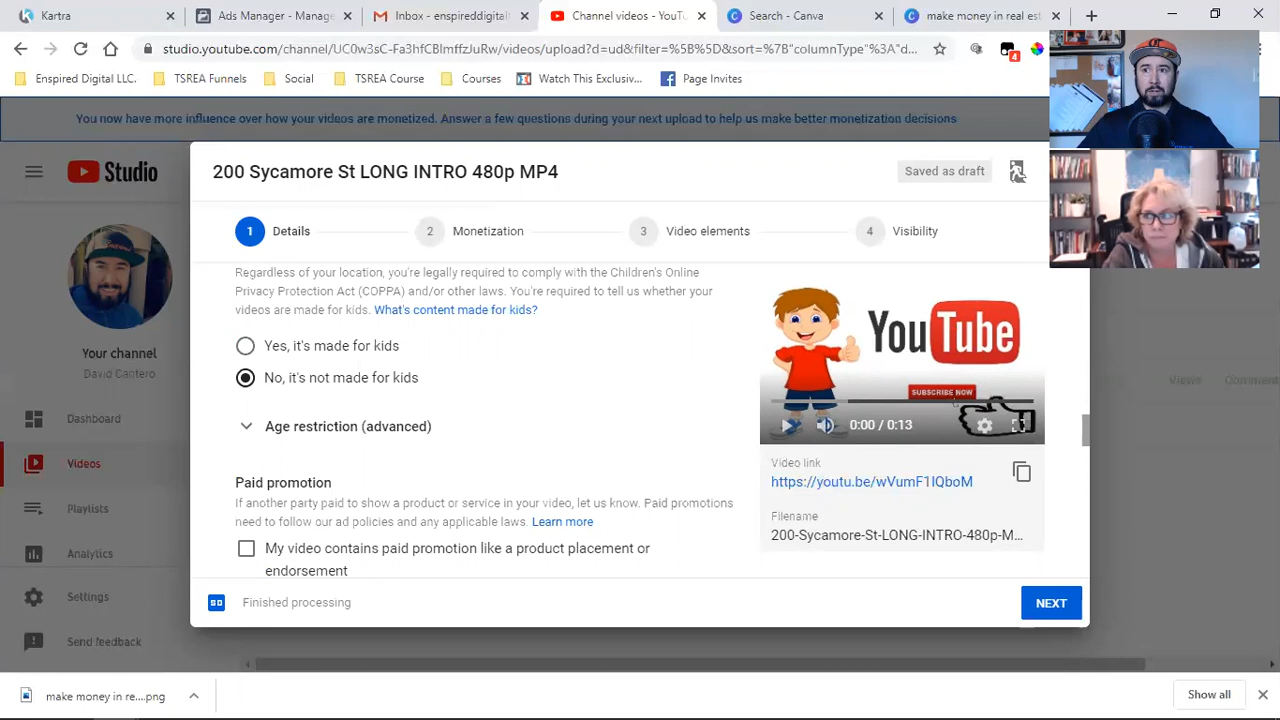 Kartra
Ads Manager - Manage
Inbox - enspireddigital
Channel videos - YouTu
Search - Canva
make money in real est
studio.youtube.com/channel/
/videos/upload?d=ud&filter=%5B%5D&sort=%7B"columnType"%3A"d...
4
Enspired Digital LLC.
TSREA Funnels
Social
TSREA Course
Courses
Watch This Exclusiv...
Page Invites
You now have more influence over how your videos are monetized. Answer a few questions during your next upload to help us make better monetization decisions
Studio
200 Sycamore St LONG INTRO 480p MP4
Saved as draft
1 Details
2 Monetization
3 Video elements
4 Visibility
Regardless of your location, you're legally required to comply with the Children's Online
Privacy Protection Act (COPPA) and/or other laws. You're required to tell us whether your
videos are made for kids. What's content made for kids?
Yes, it's made for kids
No, it's not made for kids
Age restriction (advanced)
Paid promotion
If another party paid to show a product or service in your video, let us know. Paid promotions
need to follow our ad policies and any applicable laws. Learn more
My video contains paid promotion like a product placement or
endorsement
YouTube
SUBSCRIBE NOW
0:00 / 0:13
Video link
https://youtu.be/wVumF1IQboM
Filename
200-Sycamore-St-LONG-INTRO-480p-M...
SD
Finished processing
NEXT
Your channel
David Cantero
Dashboard
Videos
Playlists
Analytics
Settings
Send feedback
Views
Comment
make money in re....png
Show all